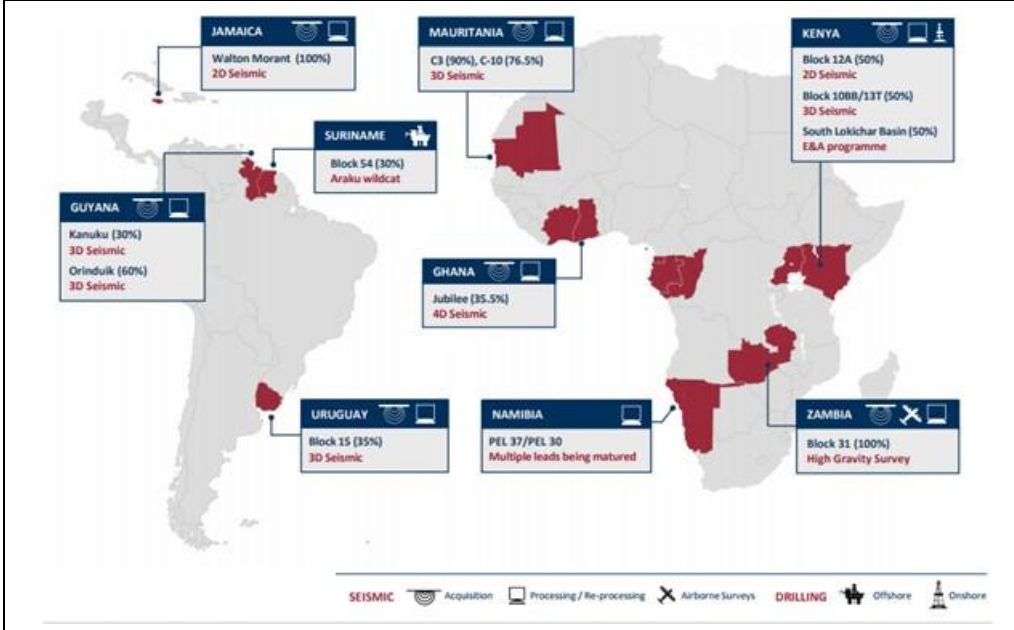 JAMAICA
Walton Morant (100%)
2D Seismic
MAURITANIA
C3 (90%), C-10 (76.5%)
3D Seismic
KENYA
Block 12A (50%)
2D Seismic
Block 10BB/13T (50%)
3D Seismic
South Lokichar Basin (50%)
E&A programme
SURINAME
Block 54 (30%)
Araku wildcat
GUYANA
Kanuku (30%)
3D Seismic
Orinduik (60%)
3D Seismic
GHANA
Jubilee (35.5%)
4D Seismic
URUGUAY
Block 15 (35%)
3D Seismic
NAMIBIA
PEL 37/PEL 30
Multiple leads being matured
ZAMBIA
Block 31 (100%)
High Gravity Survey
SEISMIC Acquisition Processing / Re-processing Airborne Surveys DRILLING Offshore Onshore